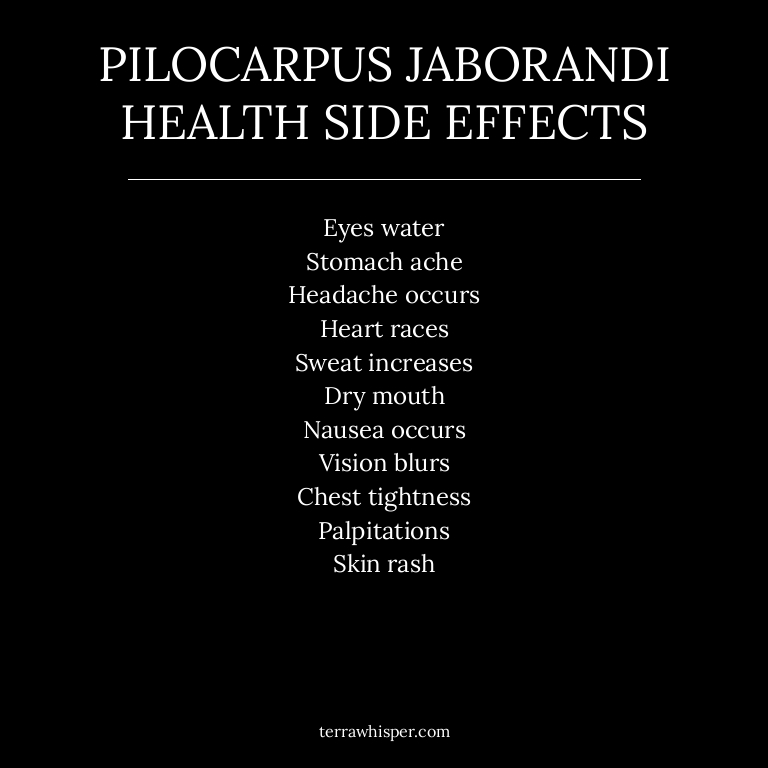 PILOCARPUS JABORANDI
HEALTH SIDE EFFECTS
Eyes water
Stomach ache
Headache occurs
Heart races
Sweat increases
Dry mouth
Nausea occurs
Vision blurs
Chest tightness
Palpitations
Skin rash
terrawhisper.com